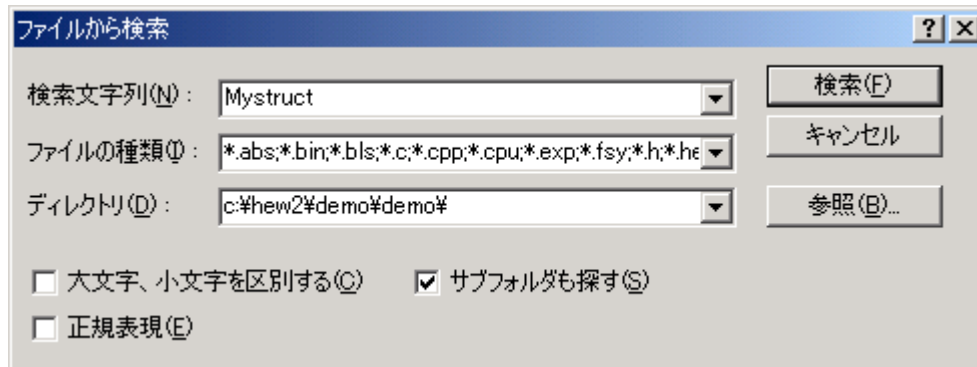 ファイルから検索
検索文字列(N) : Mystruct 検索(F)
ファイルの種類(I) : *.abs;*.bin;*.bls;*.c;*.cpp;*.cpu;*.exp;*.fsy;*.h;*.he キャンセル
ディレクトリ(D) : c:¥hew2¥demo¥demo¥ 参照(B)...
大文字、小文字を区別する(C) サブフォルダも探す(S)
正規表現(E)